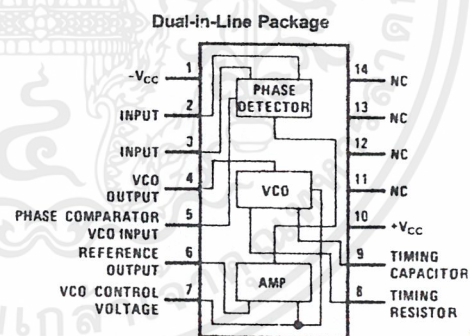 Dual-in-Line Package
1
-VCC
2
INPUT
3
INPUT
4
VCO
OUTPUT
5
PHASE COMPARATOR
VCO INPUT
6
REFERENCE
OUTPUT
7
VCO CONTROL
VOLTAGE
PHASE
DETECTOR
VCO
AMP
14
NC
13
NC
12
NC
11
NC
10
+VCC
9
TIMING
CAPACITOR
8
TIMING
RESISTOR